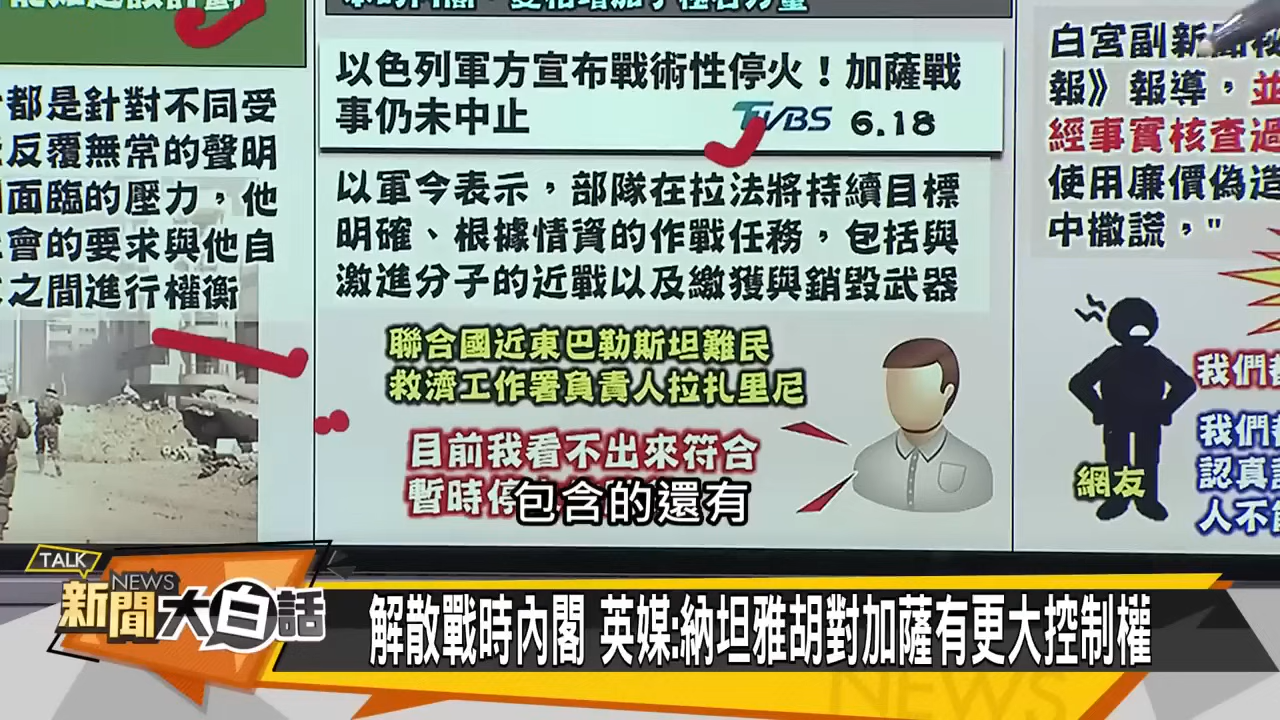 都是針對不同受
反覆無常的聲明
面臨的壓力，他
會的要求與他自
之間進行權衡
以色列軍方宣布戰術性停火！加薩戰
事仍未中止
TVBS 6.18
以軍今表示，部隊在拉法將持續目標
明確、根據情資的作戰任務，包括與
激進分子的近戰以及繳獲與銷毀武器
聯合國近東巴勒斯坦難民
救濟工作署負責人拉扎里尼
目前我看不出來符合
暫時停
包含的還有
白宮副新聞
報》報導，並
經事實核查過
使用廉價偽造
中撒謊，"
網友
我們
我們
認真
人不
TALK
NEWS
新聞大白話
解散戰時內閣 英媒:納坦雅胡對加薩有更大控制權
NEWS